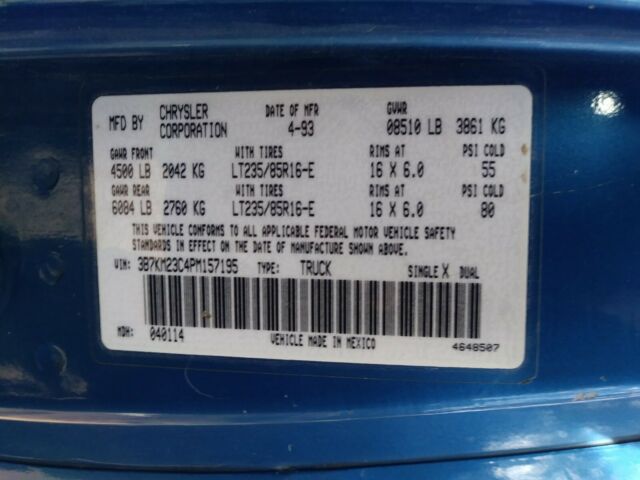 MFD BY CHRYSLER CORPORATION DATE OF MFR 4-93 GVWR 08510 LB 3861 KG
GAWR FRONT WITH TIRES RIMS AT PSI COLD
4500 LB 2042 KG LT235/85R16-E 16 X 6.0 55
GAWR REAR WITH TIRES RIMS AT PSI COLD
6084 LB 2760 KG LT235/85R16-E 16 X 6.0 80
THIS VEHICLE CONFORMS TO ALL APPLICABLE FEDERAL MOTOR VEHICLE SAFETY
STANDARDS IN EFFECT ON THE DATE OF MANUFACTURE SHOWN ABOVE.
VIN: 3B7KM23C4PM157195 TYPE: TRUCK SINGLE X DUAL
MDH: 040114 VEHICLE MADE IN MEXICO 4648507